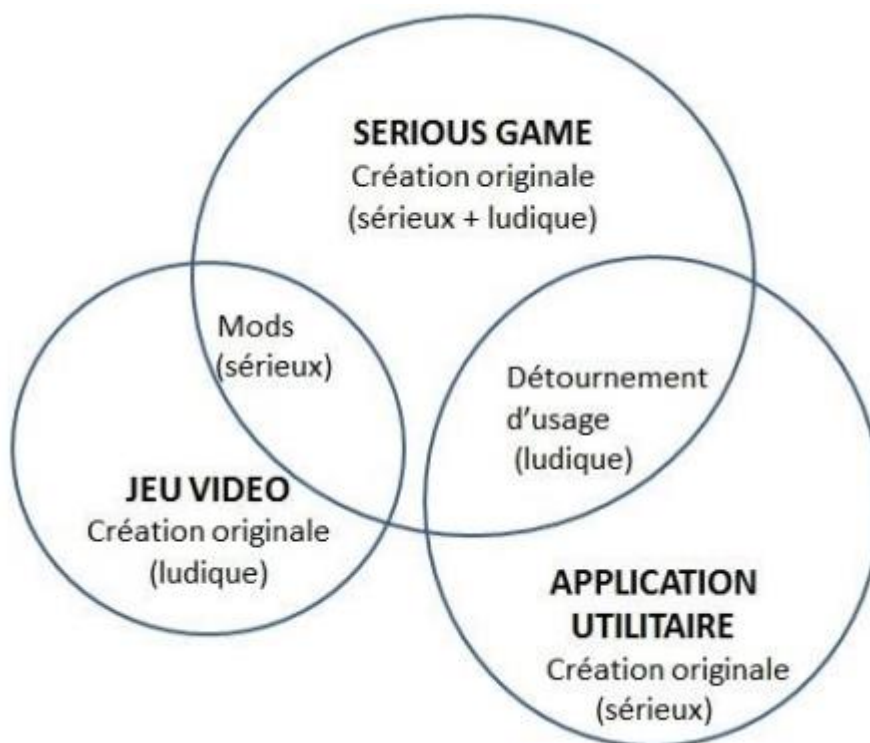 SERIOUS GAME
Création originale
(sérieux + ludique)
Mods
(sérieux)
Détournement
d’usage
(ludique)
JEU VIDEO
Création originale
(ludique)
APPLICATION
UTILITAIRE
Création originale
(sérieux)